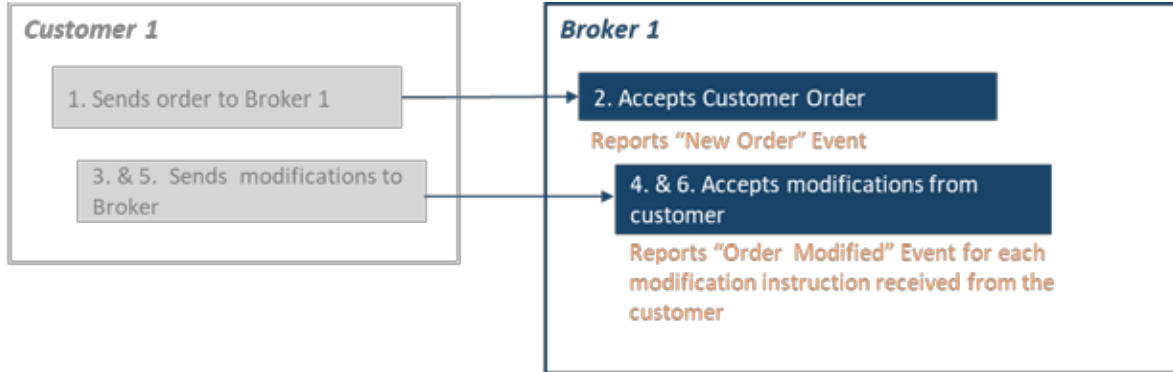 Customer 1
1. Sends order to Broker 1
3. & 5. Sends modifications to
Broker
Broker 1
2. Accepts Customer Order
Reports “New Order” Event
4. & 6. Accepts modifications from
customer
Reports “Order Modified” Event for each
modification instruction received from the
customer